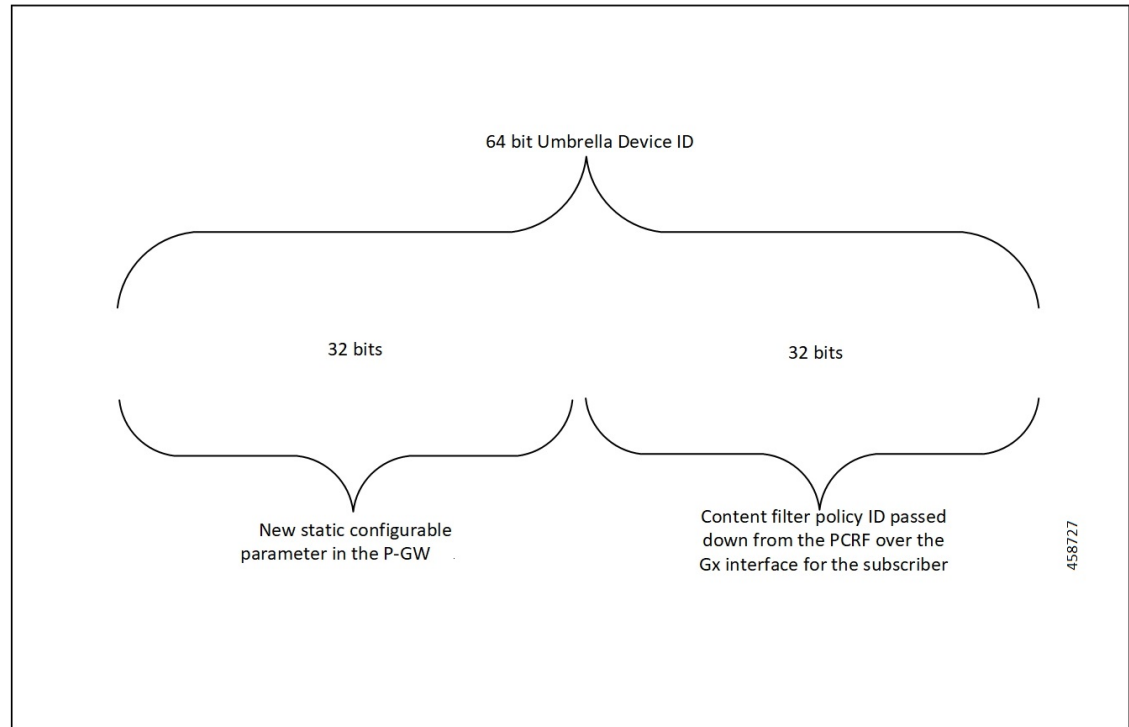 64 bit Umbrella Device ID
32 bits
32 bits
New static configurable
parameter in the P-GW
Content filter policy ID passed
down from the PCRF over the
Gx interface for the subscriber
458727